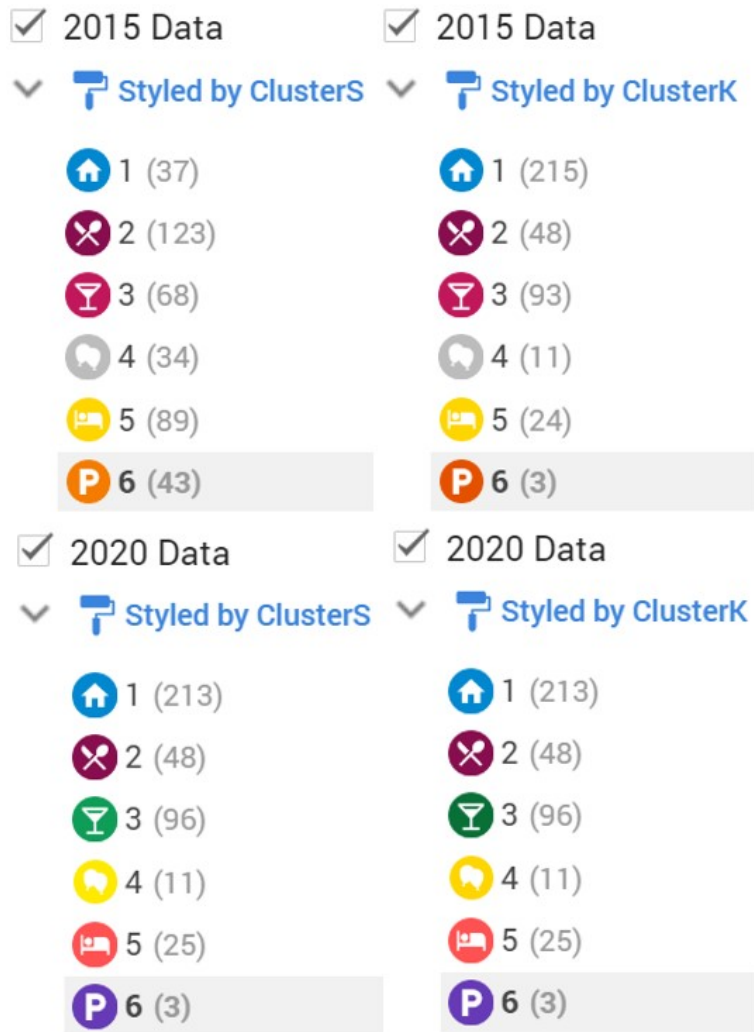 2015 Data
Styled by ClusterS
1 (37)
2 (123)
3 (68)
4 (34)
5 (89)
P 6 (43)
2015 Data
Styled by ClusterK
1 (215)
2 (48)
3 (93)
4 (11)
5 (24)
P 6 (3)
2020 Data
Styled by ClusterS
1 (213)
2 (48)
3 (96)
4 (11)
5 (25)
P 6 (3)
2020 Data
Styled by ClusterK
1 (213)
2 (48)
3 (96)
4 (11)
5 (25)
P 6 (3)